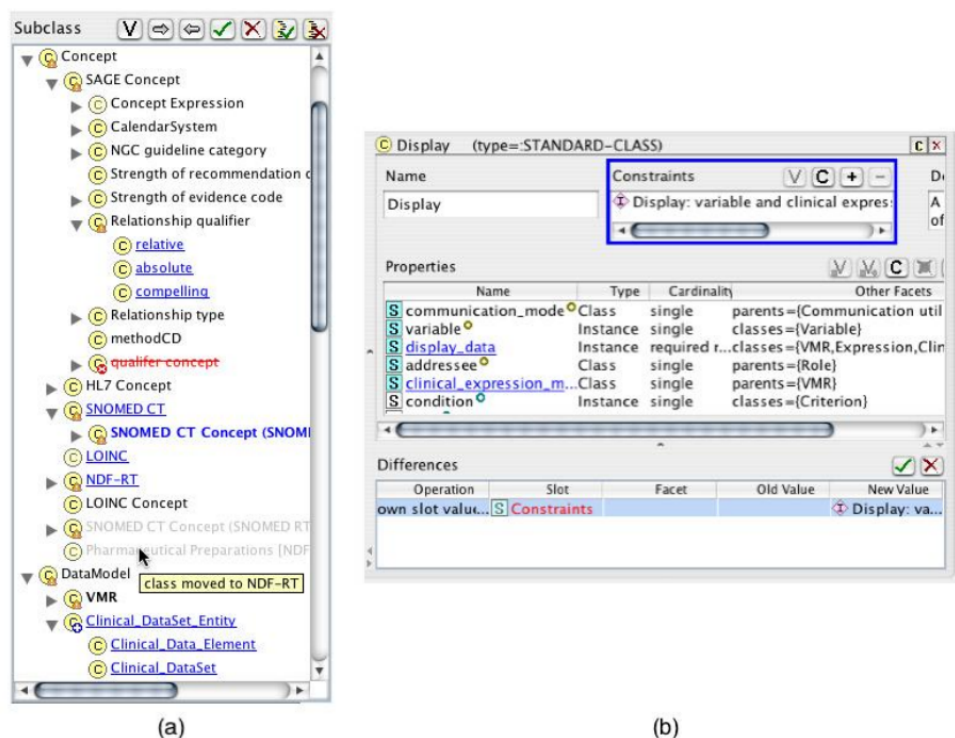 Subclass V
Concept
SAGE Concept
C Concept Expression
C CalendarSystem
C NGC guideline category
C Strength of recommendation c
C Strength of evidence code
Relationship qualifier
C relative
C absolute
C compelling
C Relationship type
C methodCD
C qualifer concept
C HL7 Concept
C SNOMED CT
C SNOMED CT Concept (SNOMI
C LOINC
C NDF-RT
C LOINC Concept
C SNOMED CT Concept (SNOMED RT
C Pharmaceutical Preparations [NDF
class moved to NDF-RT
C DataModel
C VMR
C Clinical_DataSet_Entity
C Clinical_Data_Element
C Clinical_DataSet
(a)
C Display (type=:STANDARD-CLASS) C x
Name
Display
Constraints V C + -
I Display: variable and clinical expres:
A
of
Properties V C
Name Type Cardinality Other Facets
S communication_mode Class single parents={Communication util
S variable Instance single classes={Variable}
S display_data Instance required r...classes={VMR,Expression,Clin
S addressee Class single parents={Role}
S clinical_expression_m...Class single parents={VMR}
S condition Instance single classes={Criterion}
Differences
Operation Slot Facet Old Value New Value
own slot value... S Constraints I Display: va...
(b)